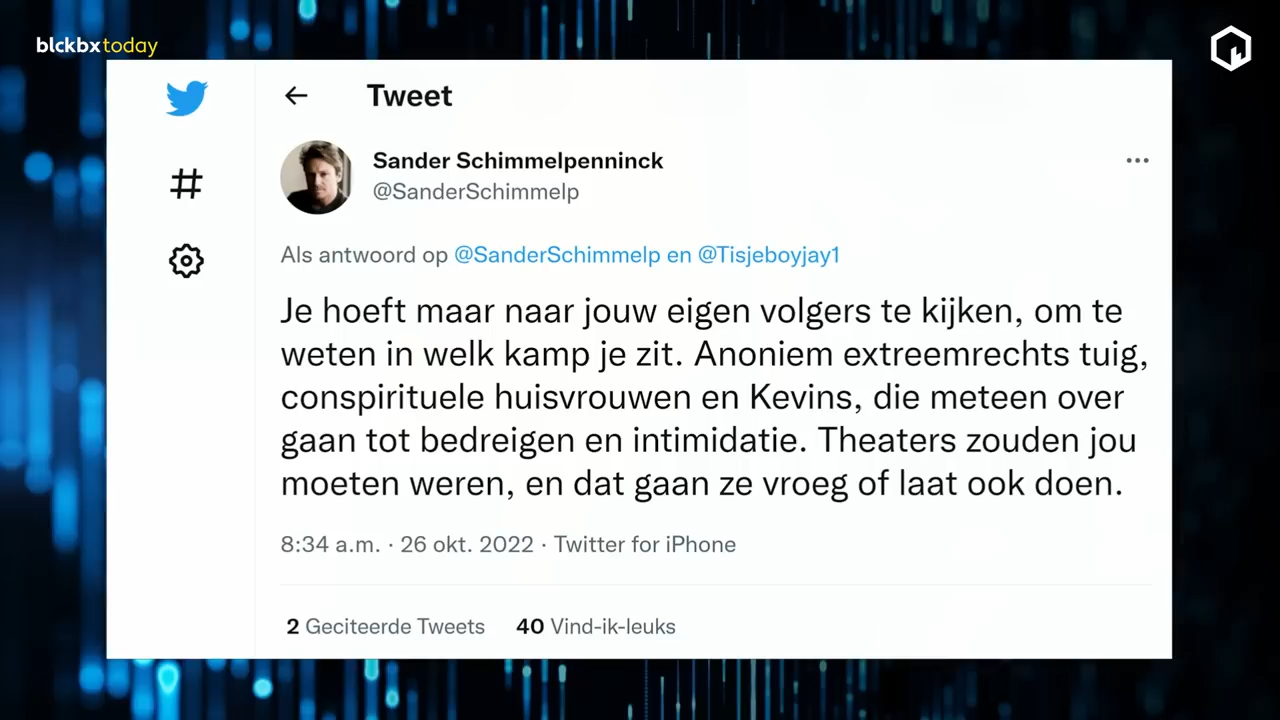 blckbxtoday
Tweet
Sander Schimmelpenninck
@SanderSchimmelp
Als antwoord op @SanderSchimmelp en @Tisjeboyjay1
Je hoeft maar naar jouw eigen volgers te kijken, om te
weten in welk kamp je zit. Anoniem extreemrechts tuig,
conspirituele huisvrouwen en Kevins, die meteen over
gaan tot bedreigen en intimidatie. Theaters zouden jou
moeten weren, en dat gaan ze vroeg of laat ook doen.
8:34 a.m. · 26 okt. 2022 · Twitter for iPhone
2 Geciteerde Tweets 40 Vind-ik-leuks